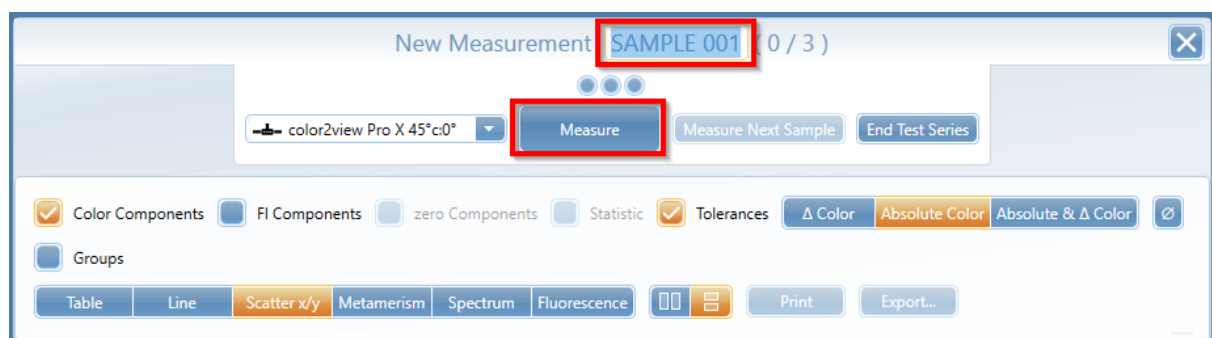 New Measurement SAMPLE 001 ( 0 / 3 )
color2view Pro X 45°c:0° Measure Measure Next Sample End Test Series
Color Components FI Components zero Components Statistic Tolerances Δ Color Absolute Color Absolute & Δ Color Ø
Groups
Table Line Scatter x/y Metamerism Spectrum Fluorescence Print Export...